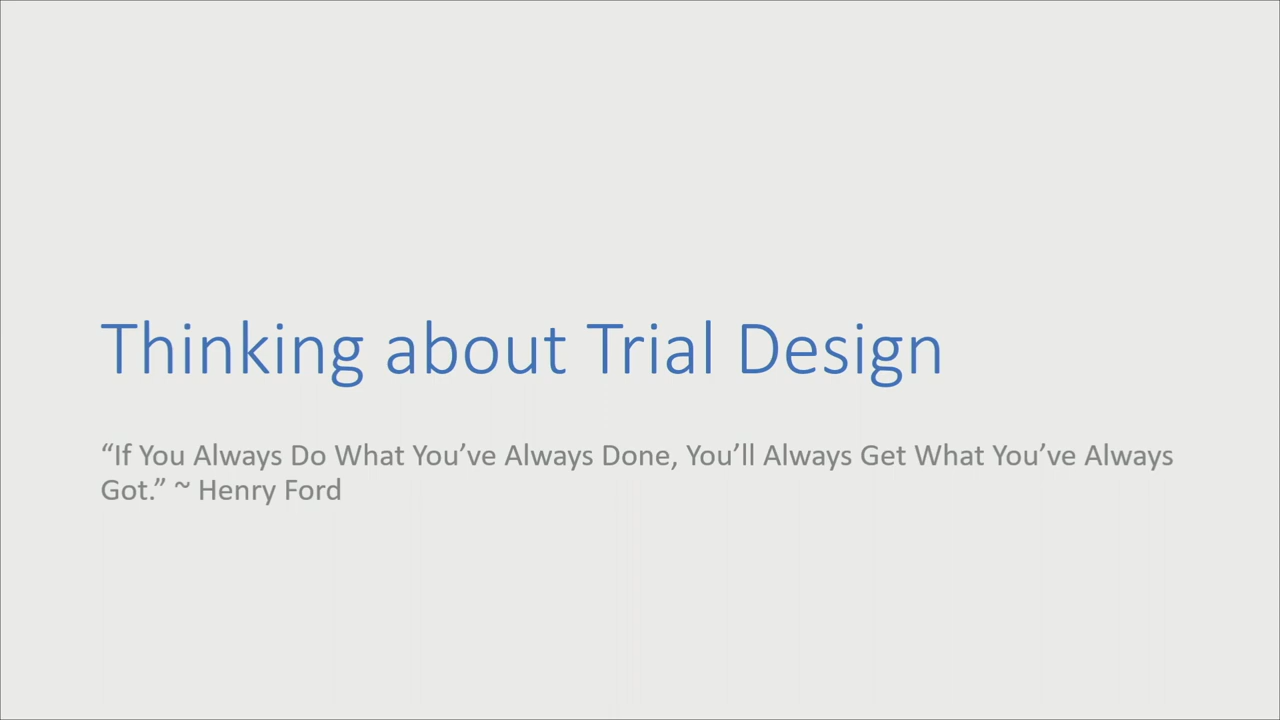 Thinking about Trial Design
“If You Always Do What You’ve Always Done, You’ll Always Get What You’ve Always
Got.” ~ Henry Ford